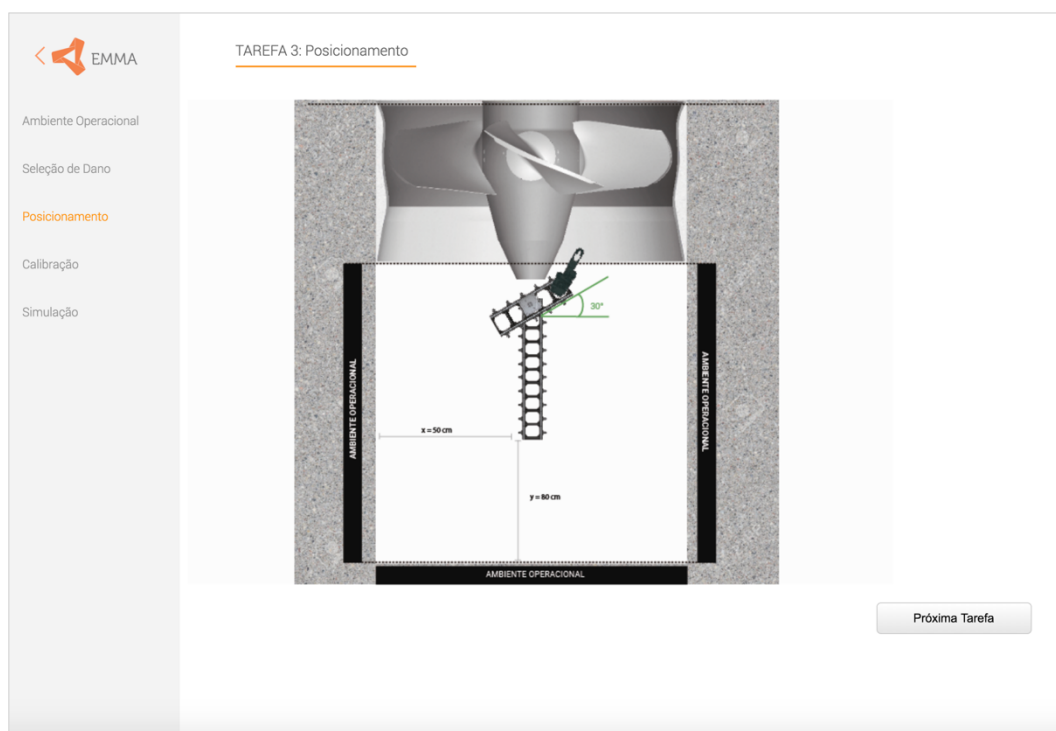 EMMA
Ambiente Operacional
Seleção de Dano
Posicionamento
Calibração
Simulação
TAREFA 3: Posicionamento
30°
AMBIENTE OPERACIONAL
AMBIENTE OPERACIONAL
x = 50 cm
y = 80 cm
AMBIENTE OPERACIONAL
Próxima Tarefa